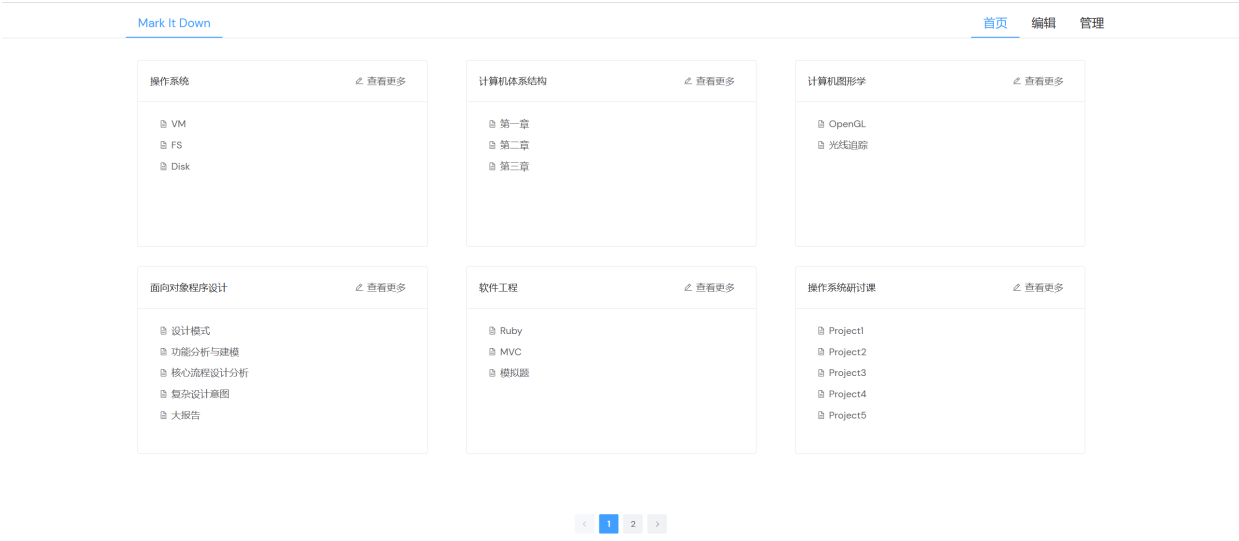 Mark It Down 首页 编辑 管理
操作系统 查看更多
VM
FS
Disk
计算机体系结构 查看更多
第一章
第二章
第三章
计算机图形学 查看更多
OpenGL
光线追踪
面向对象程序设计 查看更多
设计模式
功能分析与建模
核心流程设计分析
复杂设计意图
大报告
软件工程 查看更多
Ruby
MVC
模拟题
操作系统研讨课 查看更多
Project1
Project2
Project3
Project4
Project5
< 1 2 >